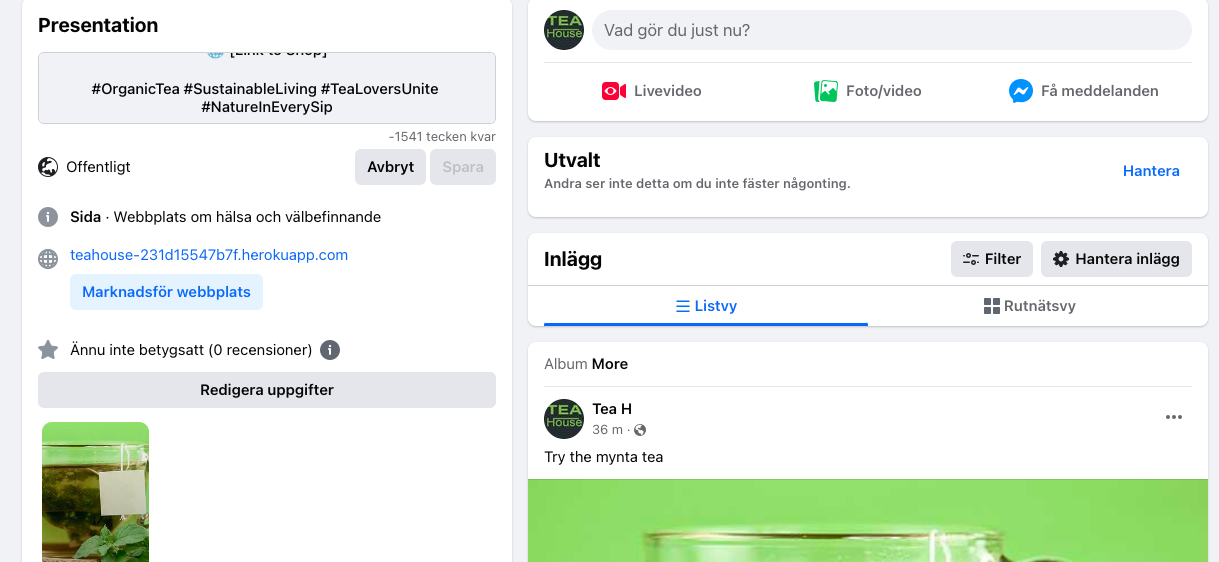 Presentation
[Link to Shop]
#OrganicTea #SustainableLiving #TeaLoversUnite
#NatureInEverySip
-1541 tecken kvar
Offentligt
Avbryt
Spara
Sida · Webbplats om hälsa och välbefinnande
teahouse-231d15547b7f.herokuapp.com
Marknadsför webbplats
Ännu inte betygsatt (0 recensioner)
Redigera uppgifter
TEA
House
Vad gör du just nu?
Livevideo
Foto/video
Få meddelanden
Utvalt
Andra ser inte detta om du inte fäster någonting.
Hantera
Inlägg
Filter
Hantera inlägg
Listvy
Rutnätsvy
Album More
TEA
House
Tea H
36 m ·
Try the mynta tea